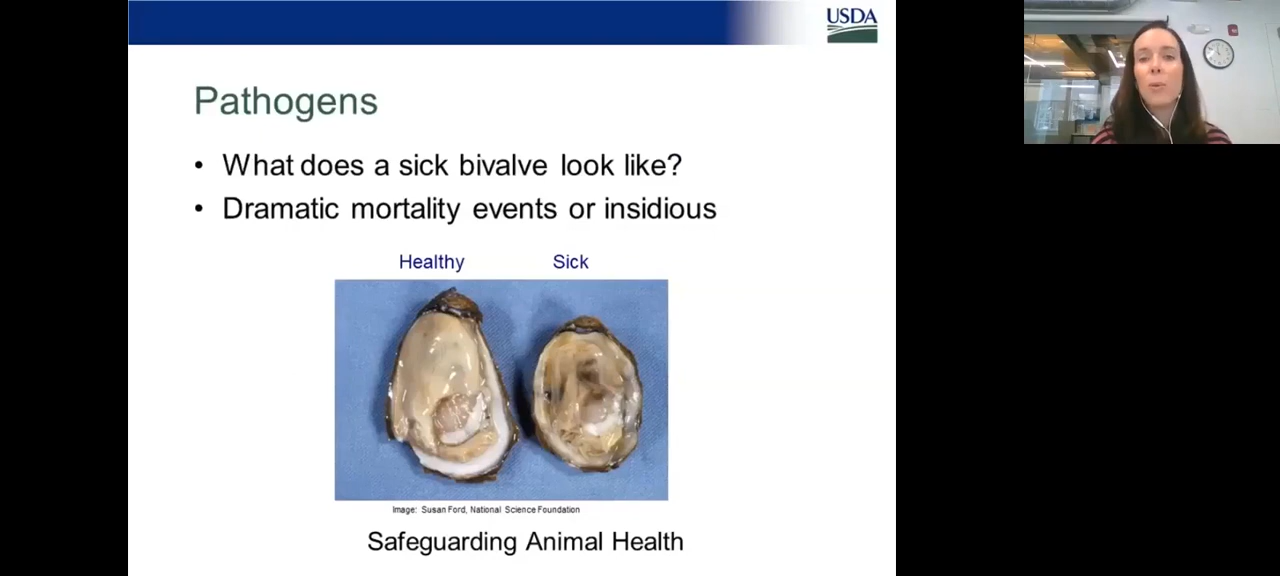 USDA
Pathogens
• What does a sick bivalve look like?
• Dramatic mortality events or insidious
Healthy Sick
Image: Susan Ford, National Science Foundation
Safeguarding Animal Health